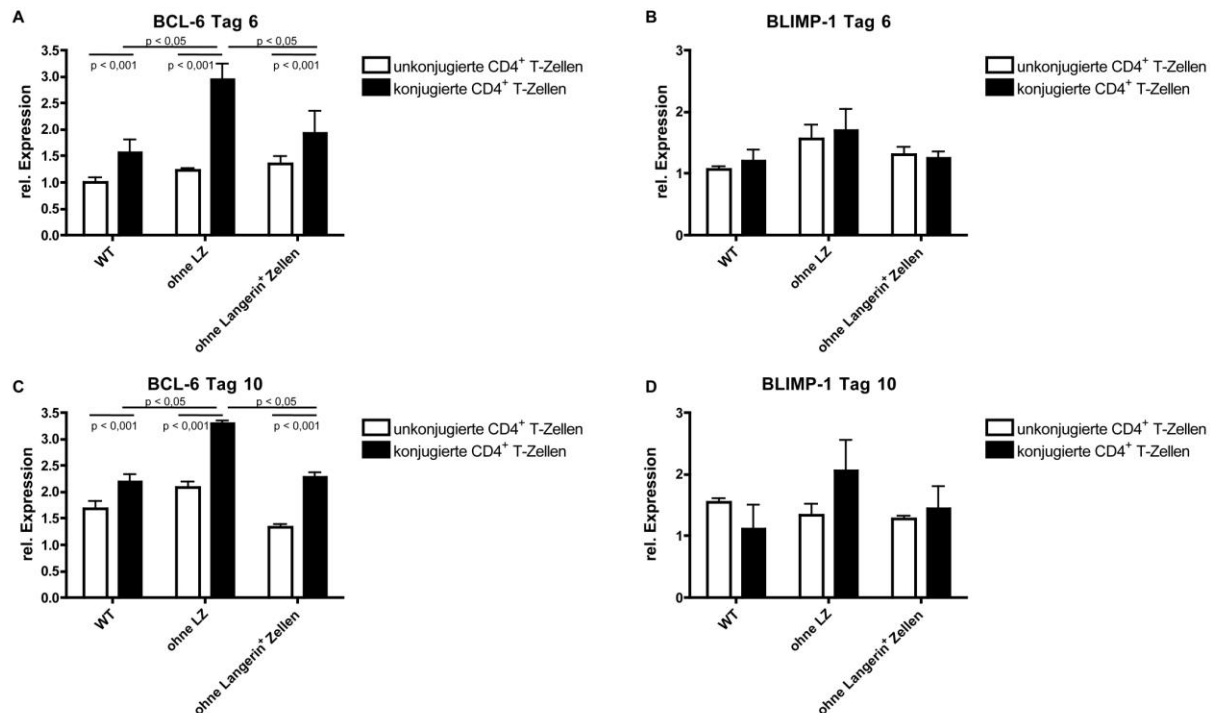 A
BCL-6 Tag 6
p < 0,05 p < 0,05
p < 0,001 p < 0,001 p < 0,001
rel. Expression
3.5
3.0
2.5
2.0
1.5
1.0
0.5
0.0
WT
ohne LZ
ohne Langerin⁺ Zellen
unkonjugierte CD4⁺ T-Zellen
konjugierte CD4⁺ T-Zellen
B
BLIMP-1 Tag 6
rel. Expression
3
2
1
0
WT
ohne LZ
ohne Langerin⁺ Zellen
unkonjugierte CD4⁺ T-Zellen
konjugierte CD4⁺ T-Zellen
C
BCL-6 Tag 10
p < 0,05 p < 0,05
p < 0,001 p < 0,001 p < 0,001
rel. Expression
3.5
3.0
2.5
2.0
1.5
1.0
0.5
0.0
WT
ohne LZ
ohne Langerin⁺ Zellen
unkonjugierte CD4⁺ T-Zellen
konjugierte CD4⁺ T-Zellen
D
BLIMP-1 Tag 10
rel. Expression
3
2
1
0
WT
ohne LZ
ohne Langerin⁺ Zellen
unkonjugierte CD4⁺ T-Zellen
konjugierte CD4⁺ T-Zellen